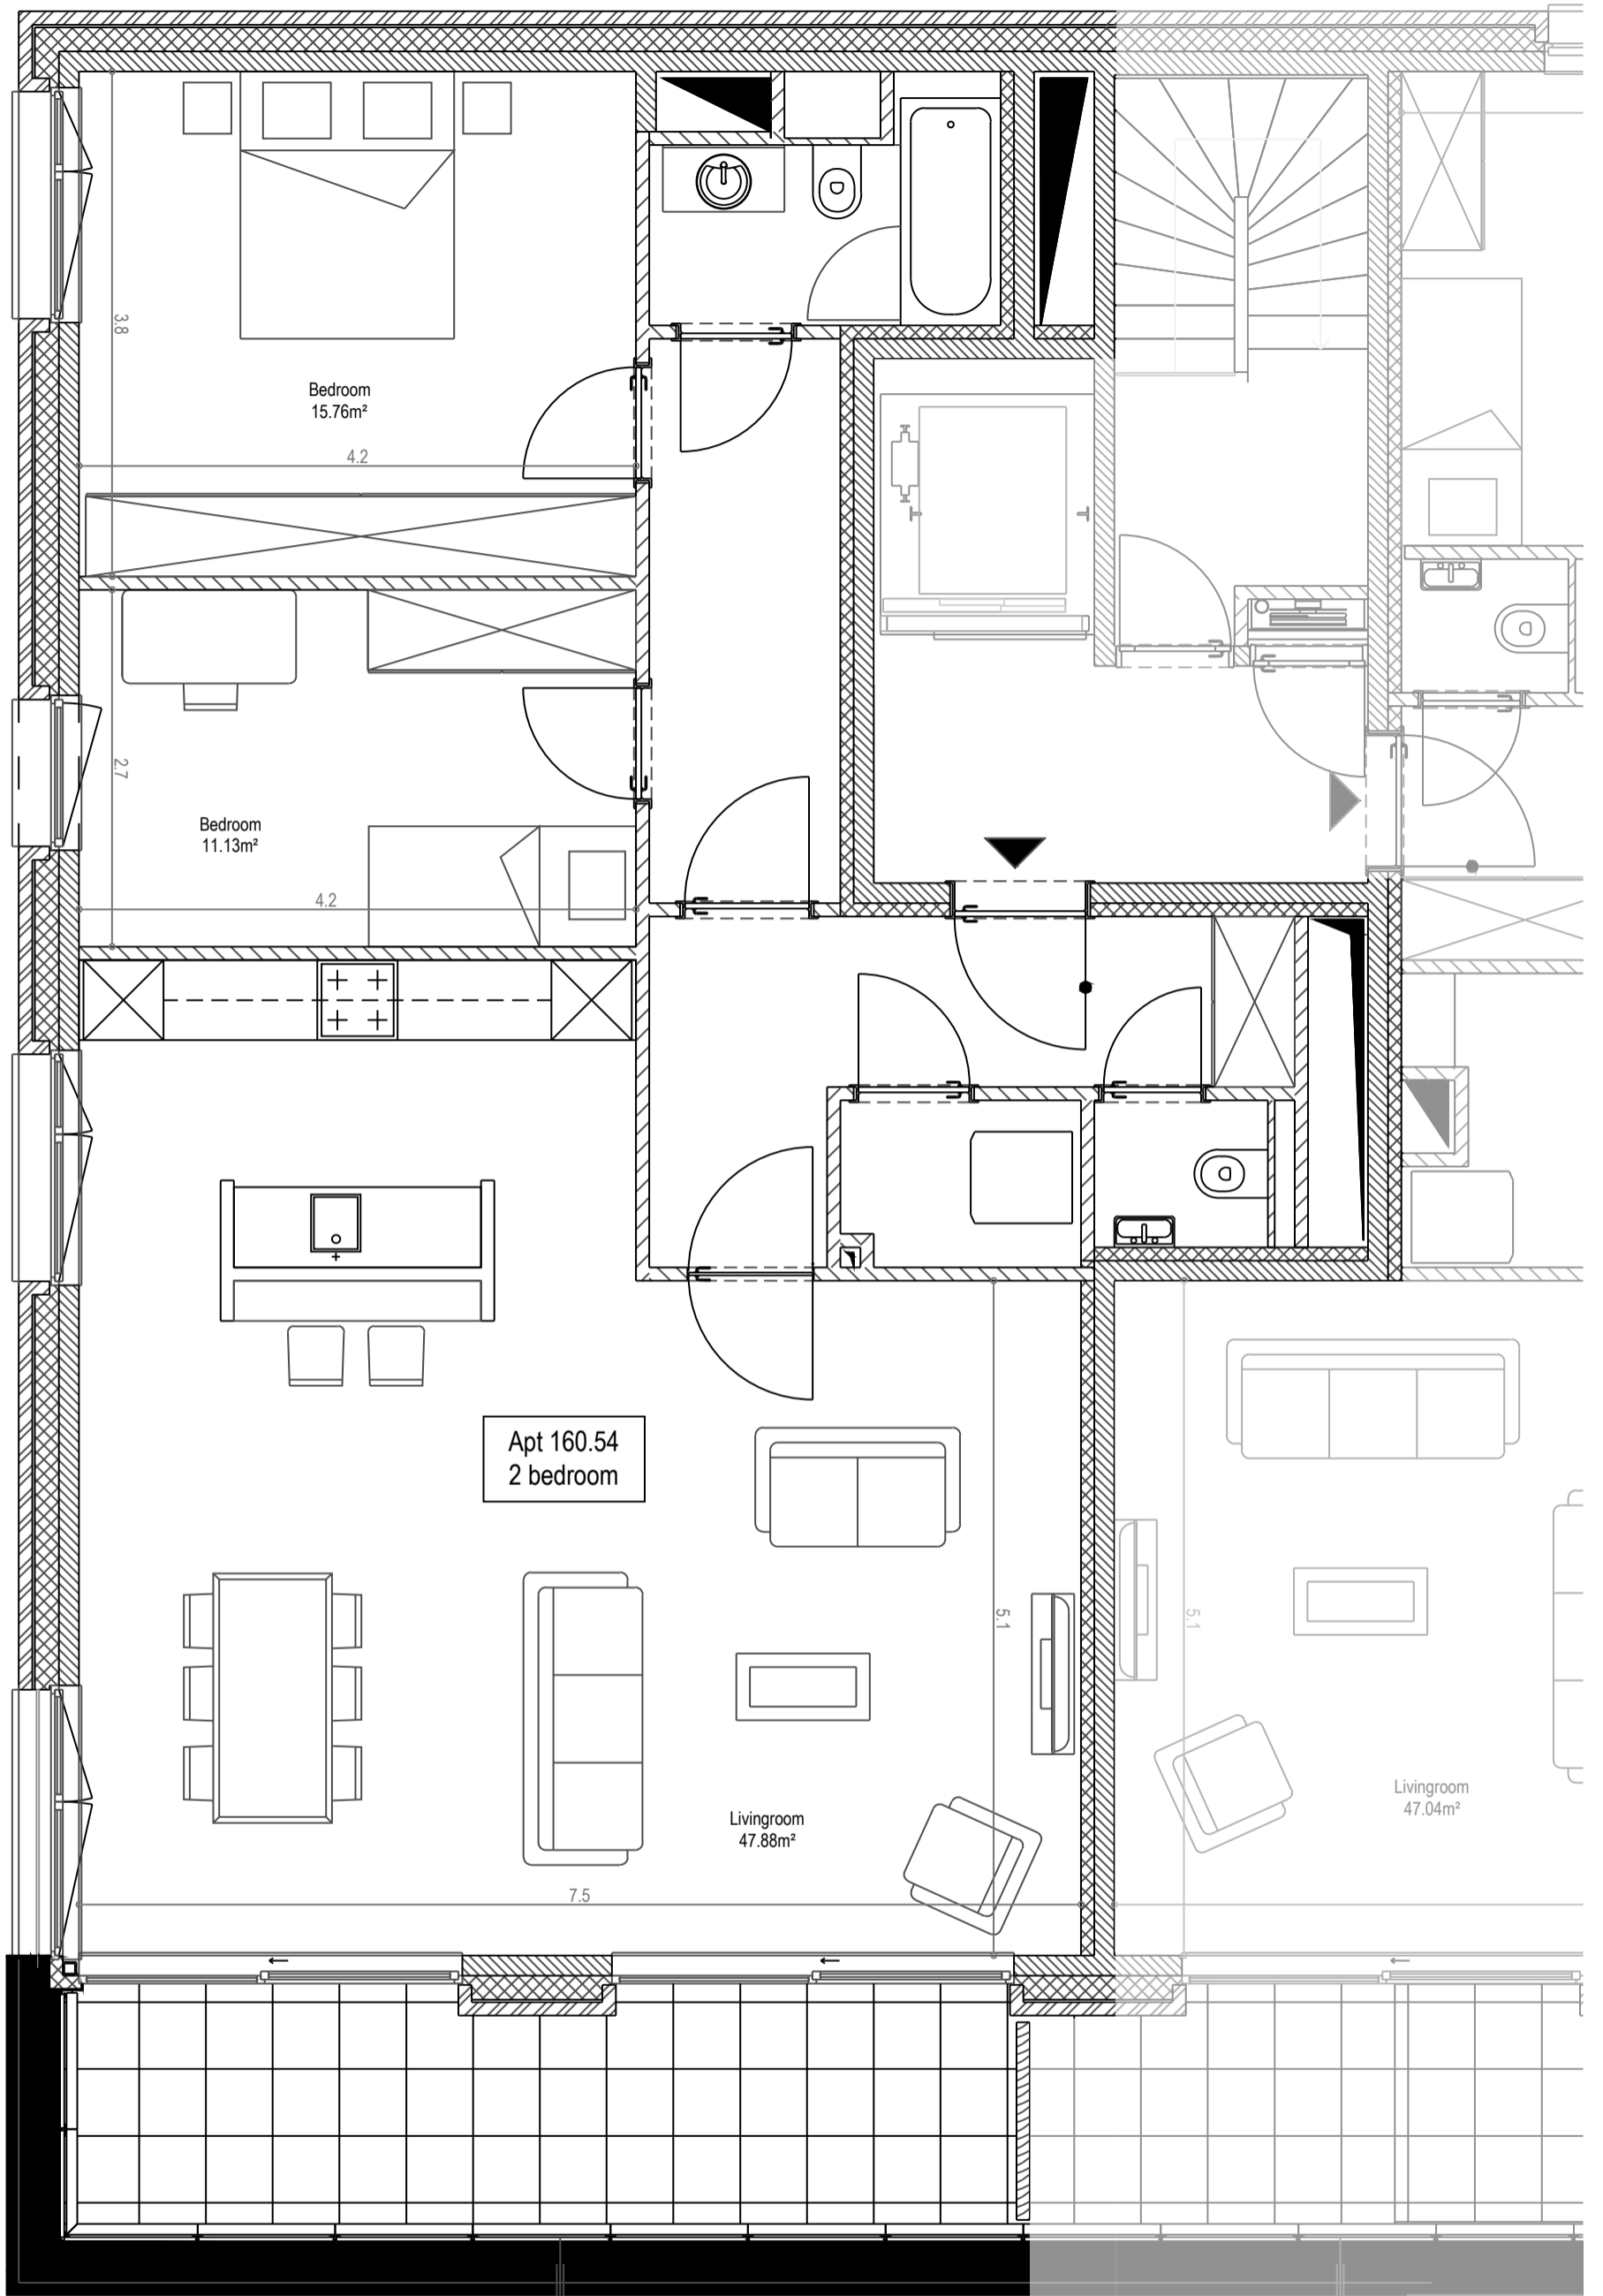 3.8
Bedroom
15.76m²
4.2
2.7
Bedroom
11.13m²
4.2
Apt 160.54
2 bedroom
5.1
5.1
Livingroom
47.04m²
Livingroom
47.88m²
7.5